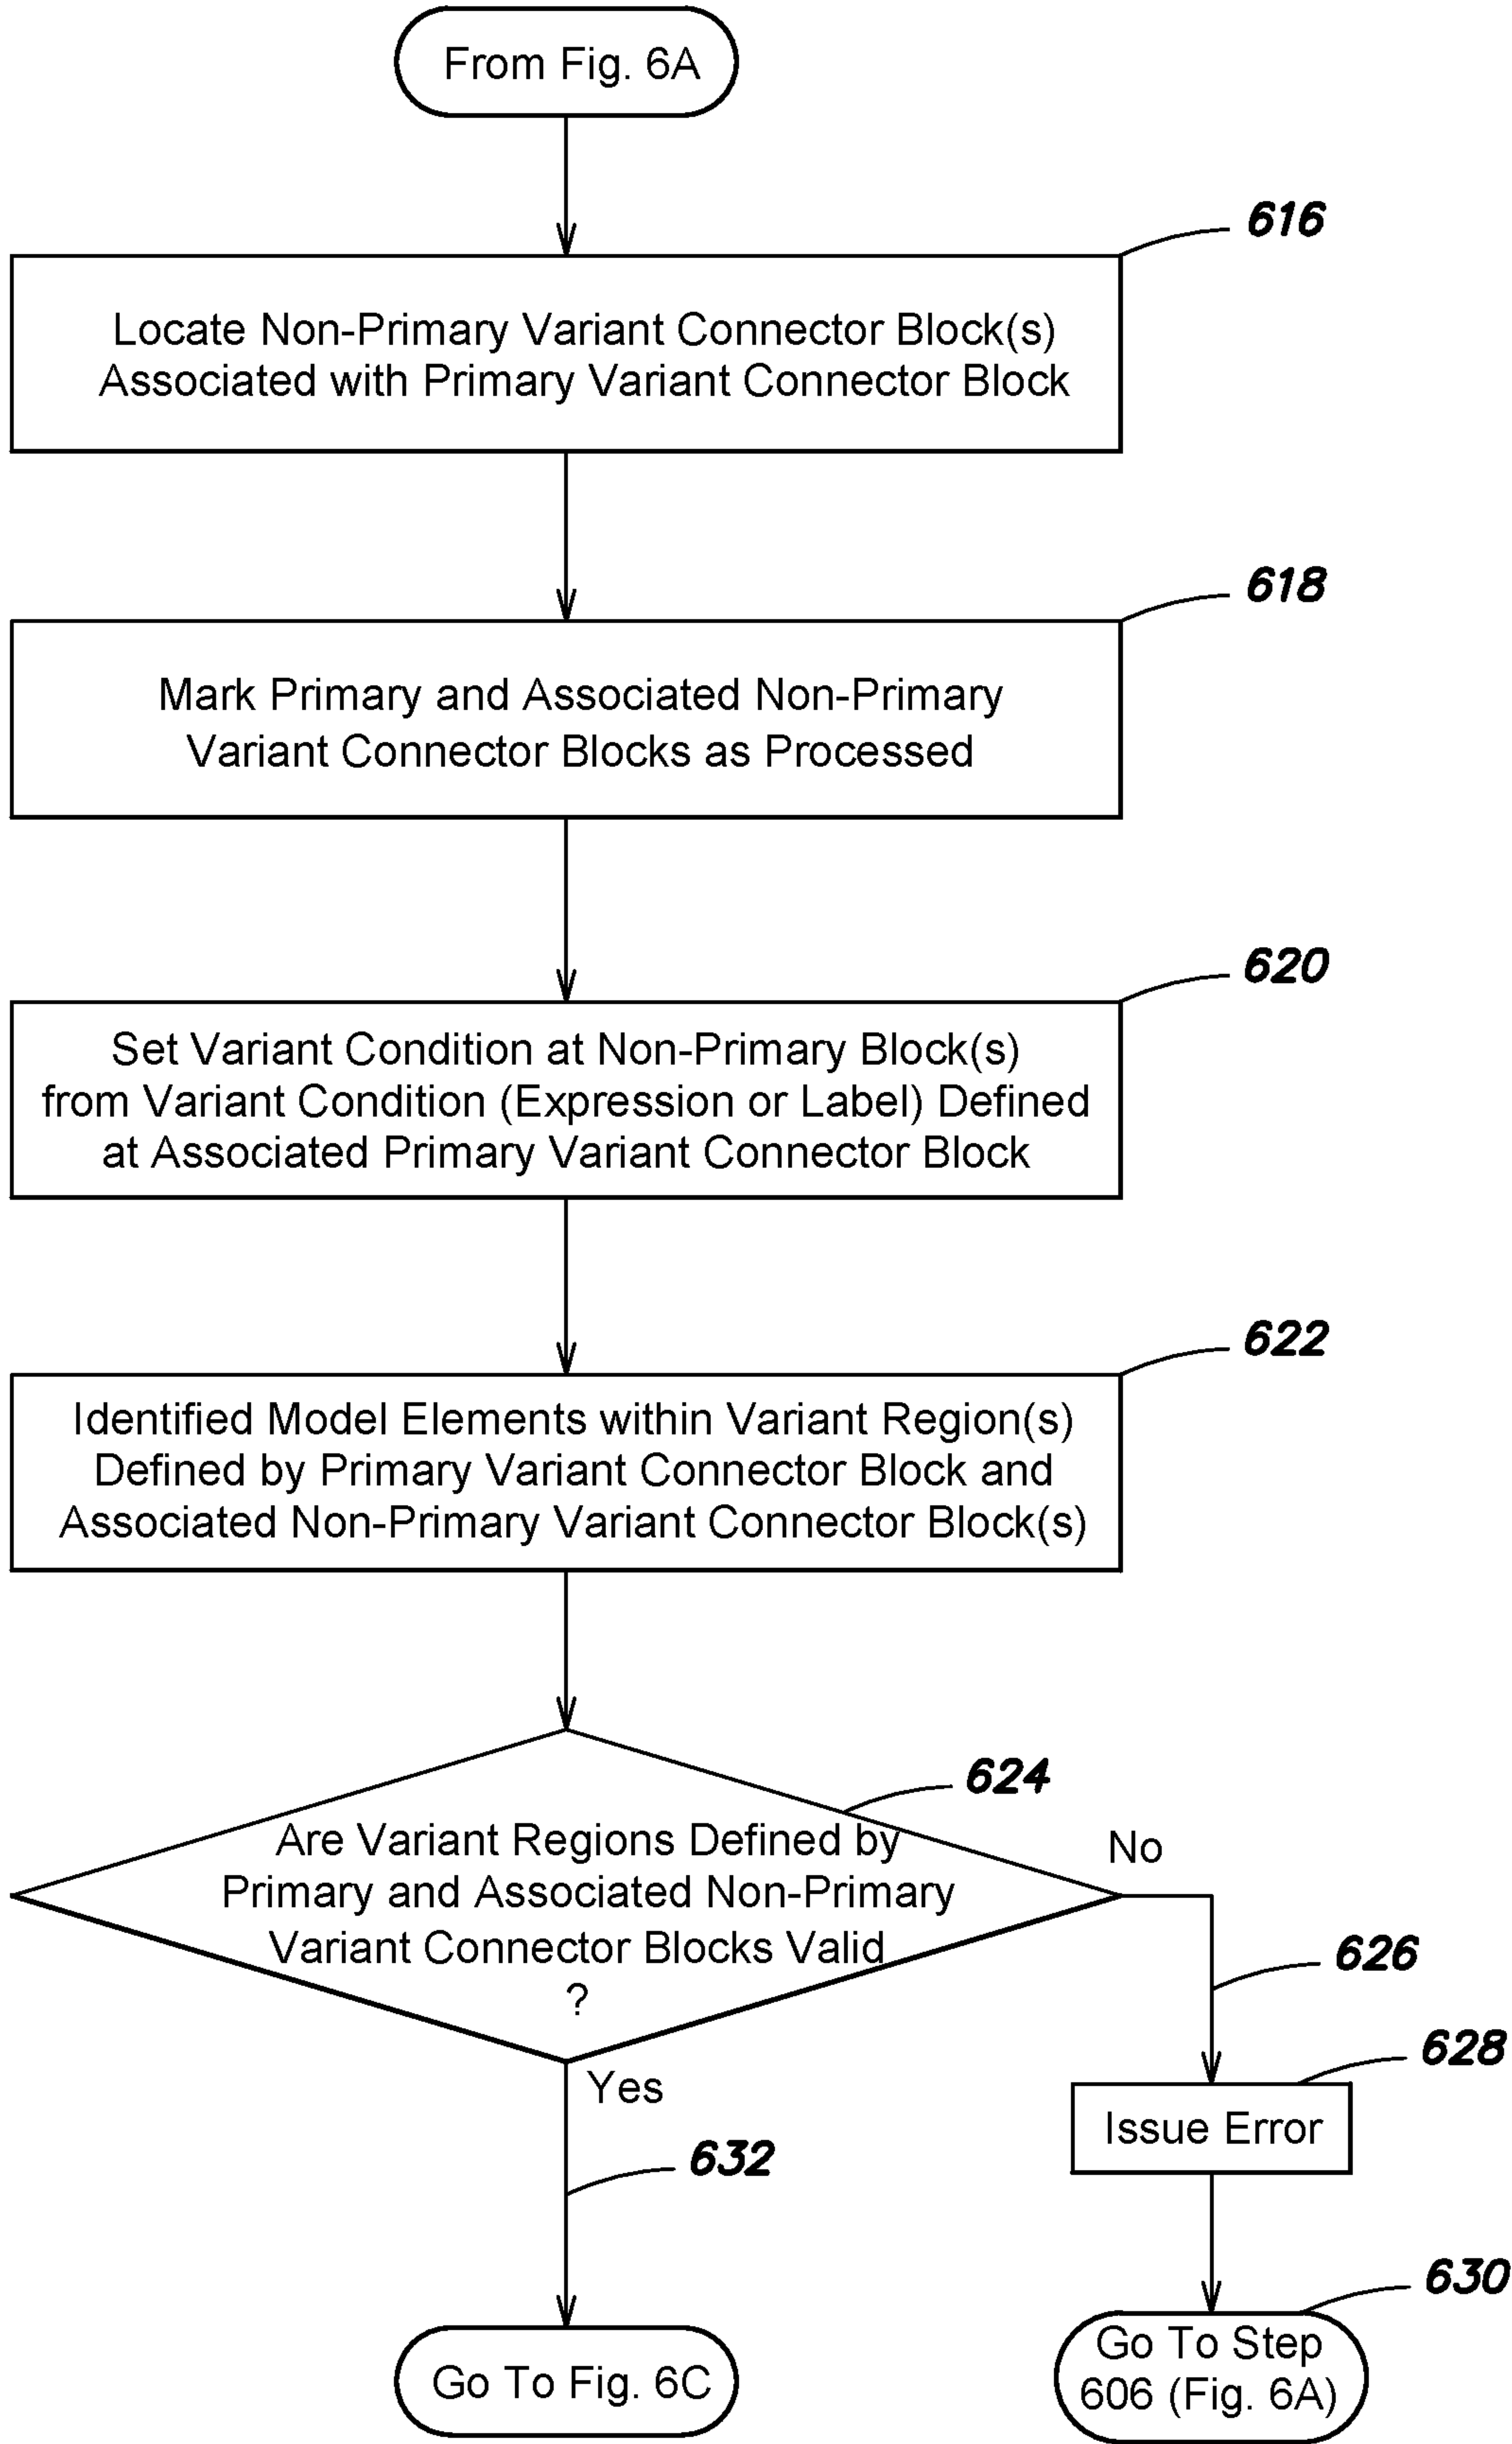 From Fig. 6A
616
Locate Non-Primary Variant Connector Block(s)
Associated with Primary Variant Connector Block
618
Mark Primary and Associated Non-Primary
Variant Connector Blocks as Processed
620
Set Variant Condition at Non-Primary Block(s)
from Variant Condition (Expression or Label) Defined
at Associated Primary Variant Connector Block
622
Identified Model Elements within Variant Region(s)
Defined by Primary Variant Connector Block and
Associated Non-Primary Variant Connector Block(s)
624
Are Variant Regions Defined by
Primary and Associated Non-Primary
Variant Connector Blocks Valid
?
No
626
628
Issue Error
Yes
632
630
Go To Step
606 (Fig. 6A)
Go To Fig. 6C